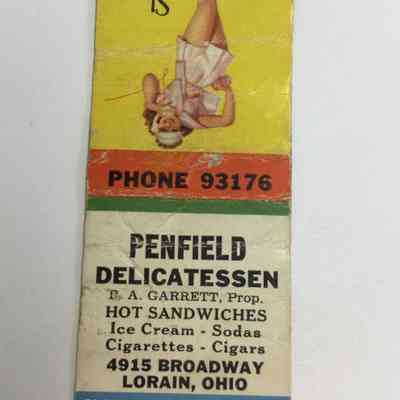 PHONE 93176
PENFIELD
DELICATESSEN
A. GARRETT, Prop.
HOT SANDWICHES
Ice Cream - Sodas
Cigarettes - Cigars
4915 BROADWAY
LORAIN, OHIO